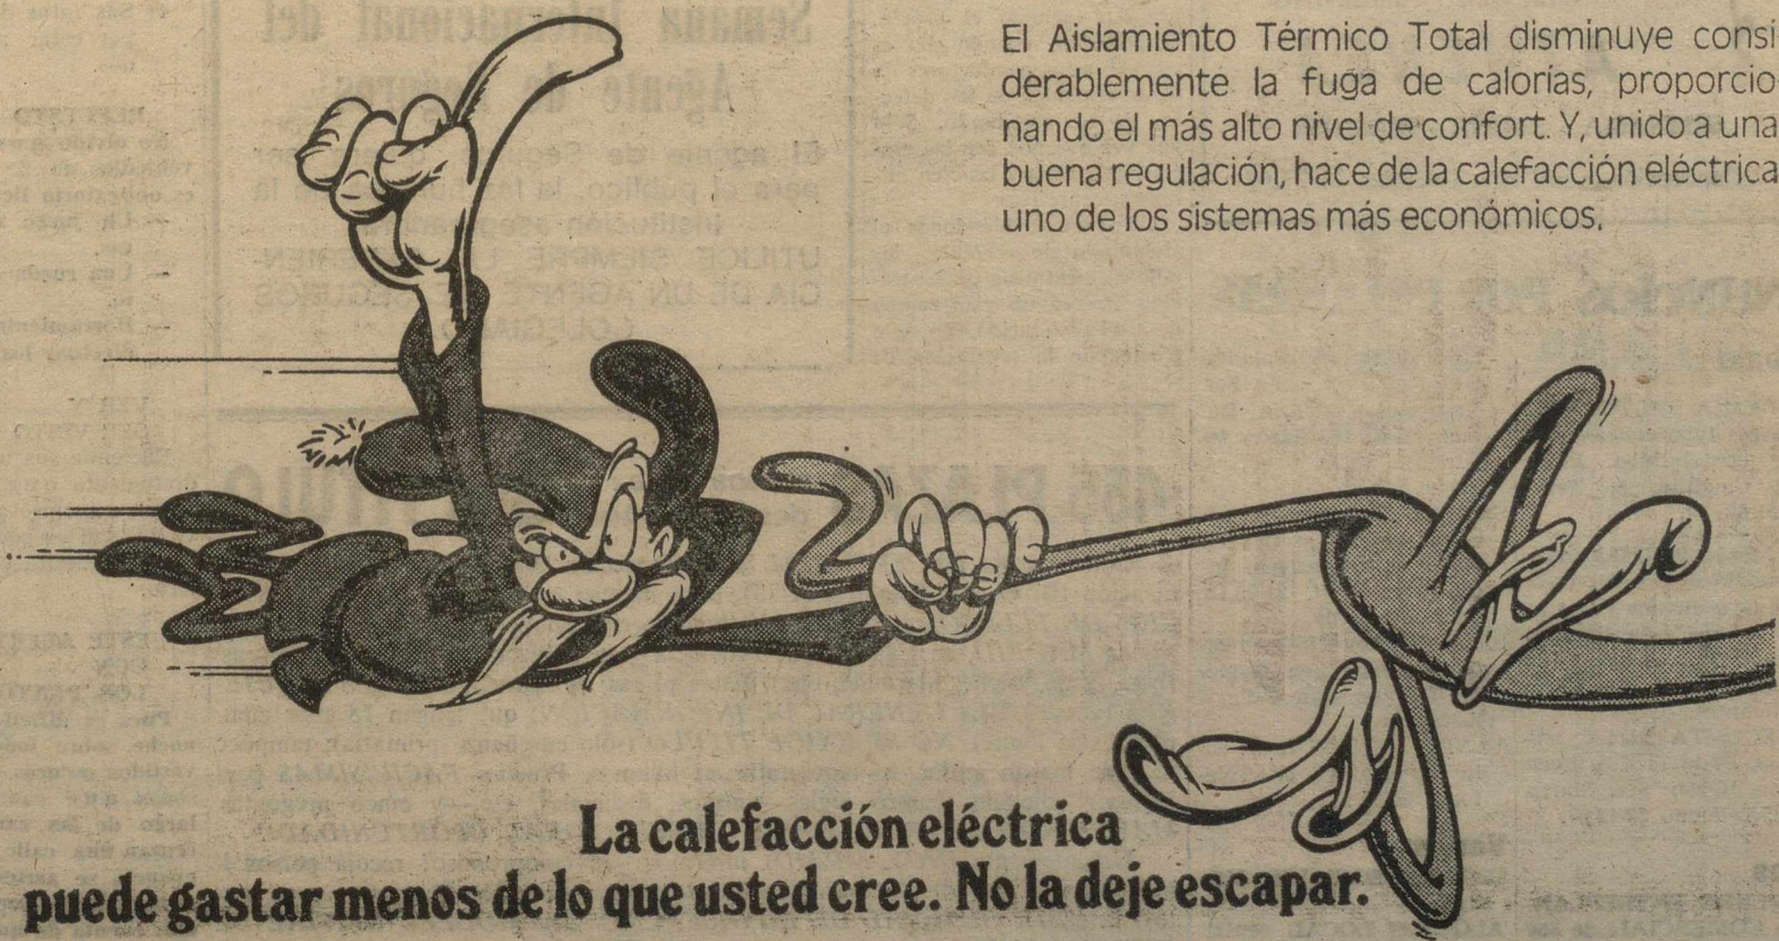 El Aislamiento Térmico Total disminuye consi
derablemente la fuga de calorías, proporcio
nando el más alto nivel de confort. Y, unido a una
buena regulación, hace de la calefacción eléctrica
uno de los sistemas más económicos.
La calefacción eléctrica
puede gastar menos de lo que usted cree. No la deje escapar.